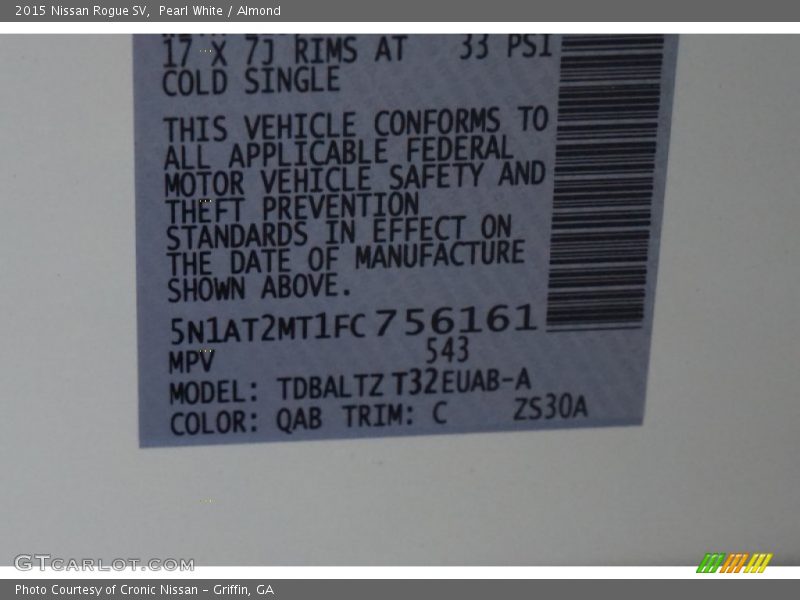 2015 Nissan Rogue SV, Pearl White / Almond
17 X 7J RIMS AT 33 PSI
COLD SINGLE
THIS VEHICLE CONFORMS TO
ALL APPLICABLE FEDERAL
MOTOR VEHICLE SAFETY AND
THEFT PREVENTION
STANDARDS IN EFFECT ON
THE DATE OF MANUFACTURE
SHOWN ABOVE.
5N1AT2MT1FC756161
MPV 543
MODEL: TDBALTZ T32EUAB-A
COLOR: QAB TRIM: C ZS30A
GTCARLOT.COM
Photo Courtesy of Cronic Nissan - Griffin, GA